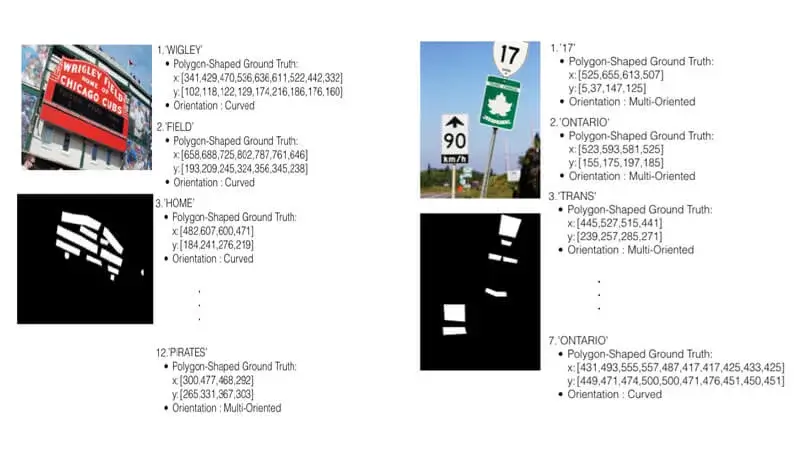 WRIGLEY FIELD
HOME OF
CHICAGO CUBS
1.'WIGLEY'
• Polygon-Shaped Ground Truth:
x:[341,429,470,536,636,611,522,442,332]
y:[102,118,122,129,174,216,186,176,160]
• Orientation : Curved
2.'FIELD'
• Polygon-Shaped Ground Truth:
x:[658,688,725,802,787,761,646]
y:[193,209,245,324,356,345,238]
• Orientation : Curved
3.'HOME'
• Polygon-Shaped Ground Truth:
x:[482.607,600,471]
y:[184,241,276,219]
• Orientation : Curved
.
.
.
12.'PIRATES'
• Polygon-Shaped Ground Truth:
x:[300.477,468,292]
y:[265.331,367,303]
• Orientation : Multi-Oriented
17
90
km/h
1.'17'
• Polygon-Shaped Ground Truth:
x:[525,655,613,507]
y:[5,37,147,125]
• Orientation : Multi-Oriented
2.'ONTARIO'
• Polygon-Shaped Ground Truth:
x:[523,593,581,525]
y:[155,175,197,185]
• Orientation : Multi-Oriented
3.'TRANS'
• Polygon-Shaped Ground Truth:
x:[445,527,515,441]
y:[239,257,285,271]
• Orientation : Multi-Oriented
.
.
.
7.'ONTARIO'
• Polygon-Shaped Ground Truth:
x:[431,493,555,557,487,417,417,425,433,425]
y:[449,471,474,500,500,471,476,451,450,451]
• Orientation : Curved